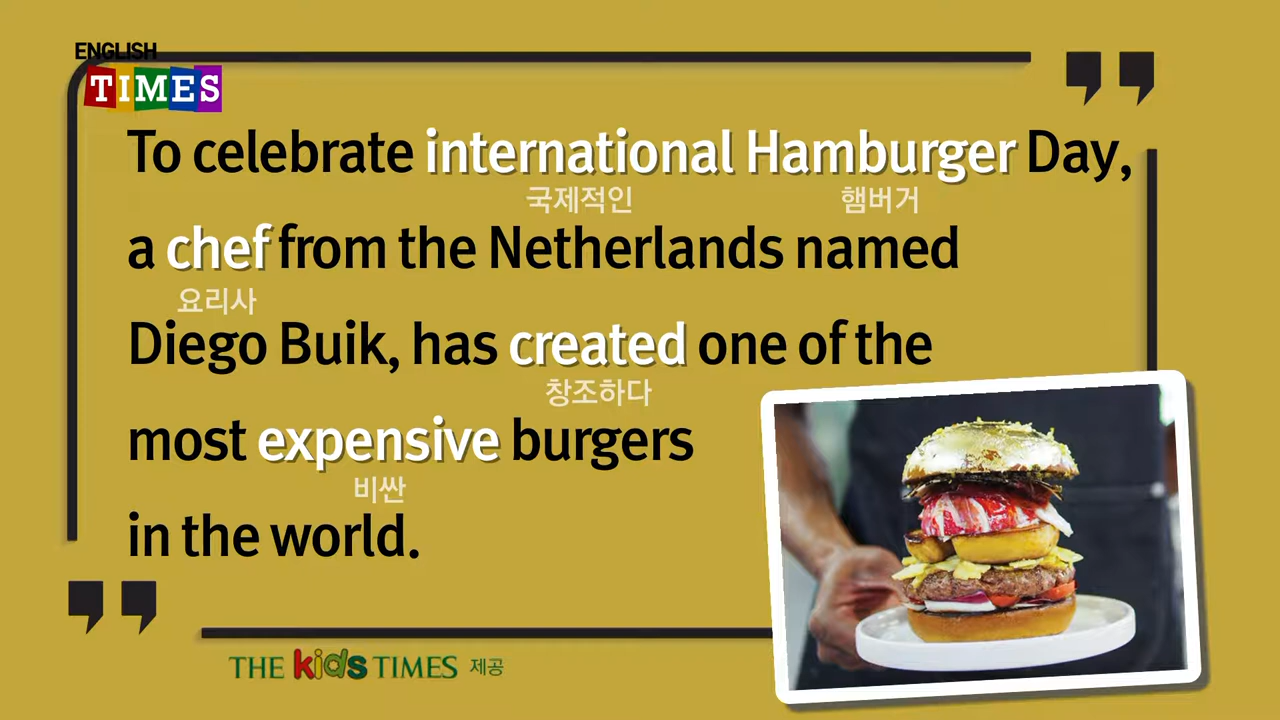 ENGLISH
TIMES
To celebrate international Hamburger Day,
국제적인 햄버거
a chef from the Netherlands named
요리사
Diego Buik, has created one of the
창조하다
most expensive burgers
비싼
in the world.
THE kids TIMES 제공